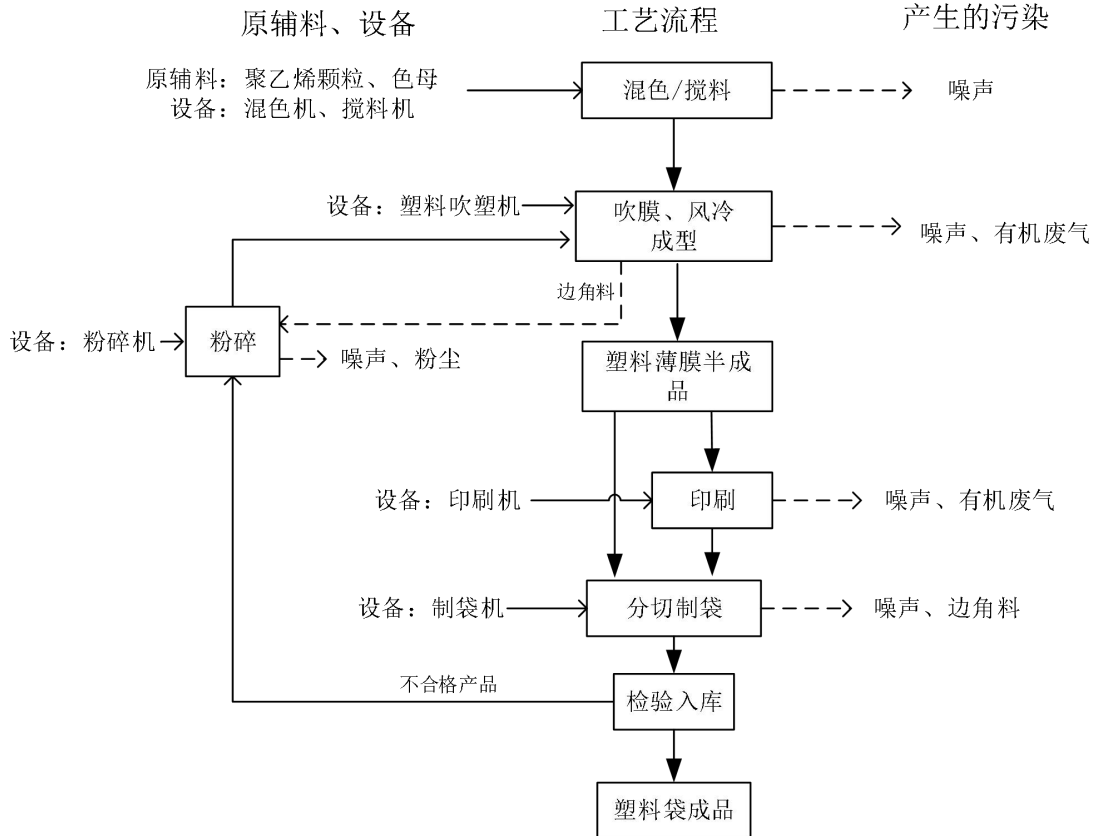 原辅料、设备
工艺流程
产生的污染
原辅料：聚乙烯颗粒、色母
设备：混色机、搅料机
混色/搅料
噪声
设备：塑料吹塑机
吹膜、风冷
成型
噪声、有机废气
边角料
设备：粉碎机
粉碎
噪声、粉尘
塑料薄膜半成
品
设备：印刷机
印刷
噪声、有机废气
设备：制袋机
分切制袋
噪声、边角料
不合格产品
检验入库
塑料袋成品